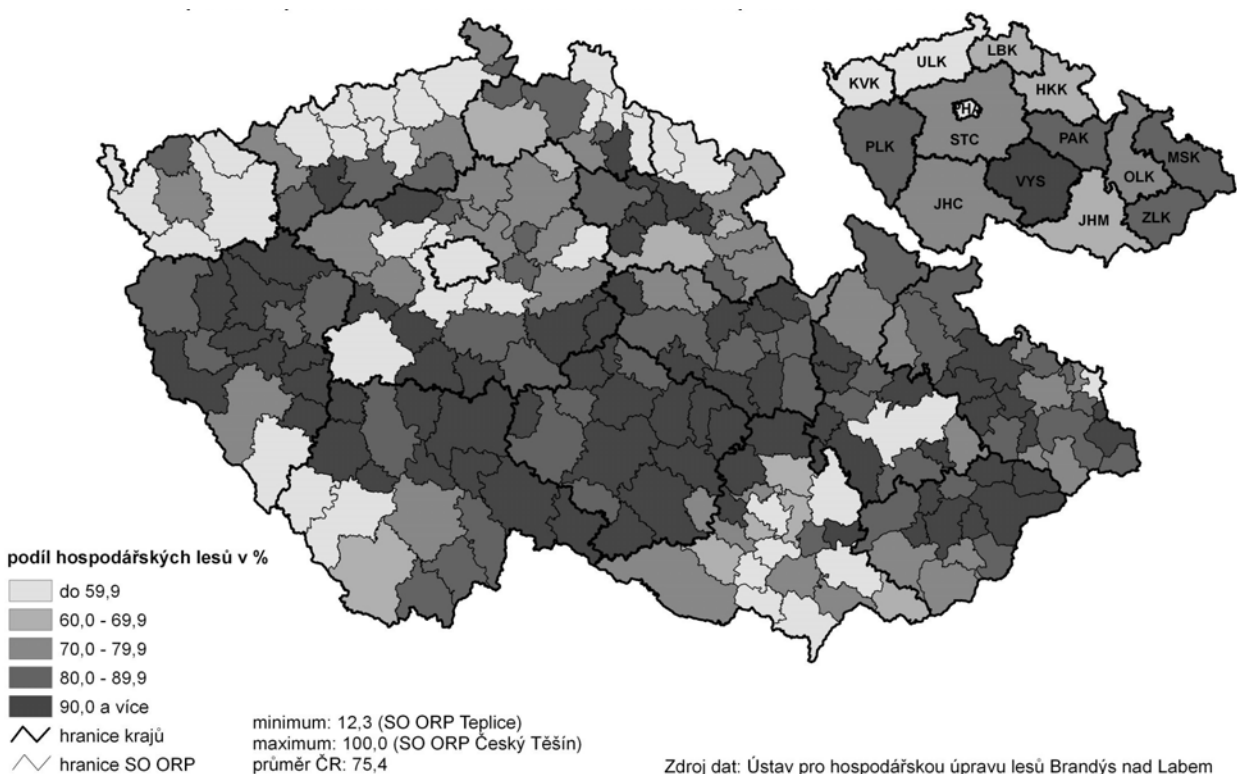 LBK
ULK
KVK
HKK
PHA
STC
PLK
PAK
MSK
OLK
VYS
JHC
ZLK
JHM
podíl hospodářských lesů v %
do 59,9
60,0 - 69,9
70,0 - 79,9
80,0 - 89,9
90,0 a více
hranice krajů
hranice SO ORP
minimum: 12,3 (SO ORP Teplice)
maximum: 100,0 (SO ORP Český Těšín)
průměr ČR: 75,4
Zdroj dat: Ústav pro hospodářskou úpravu lesů Brandýs nad Labem